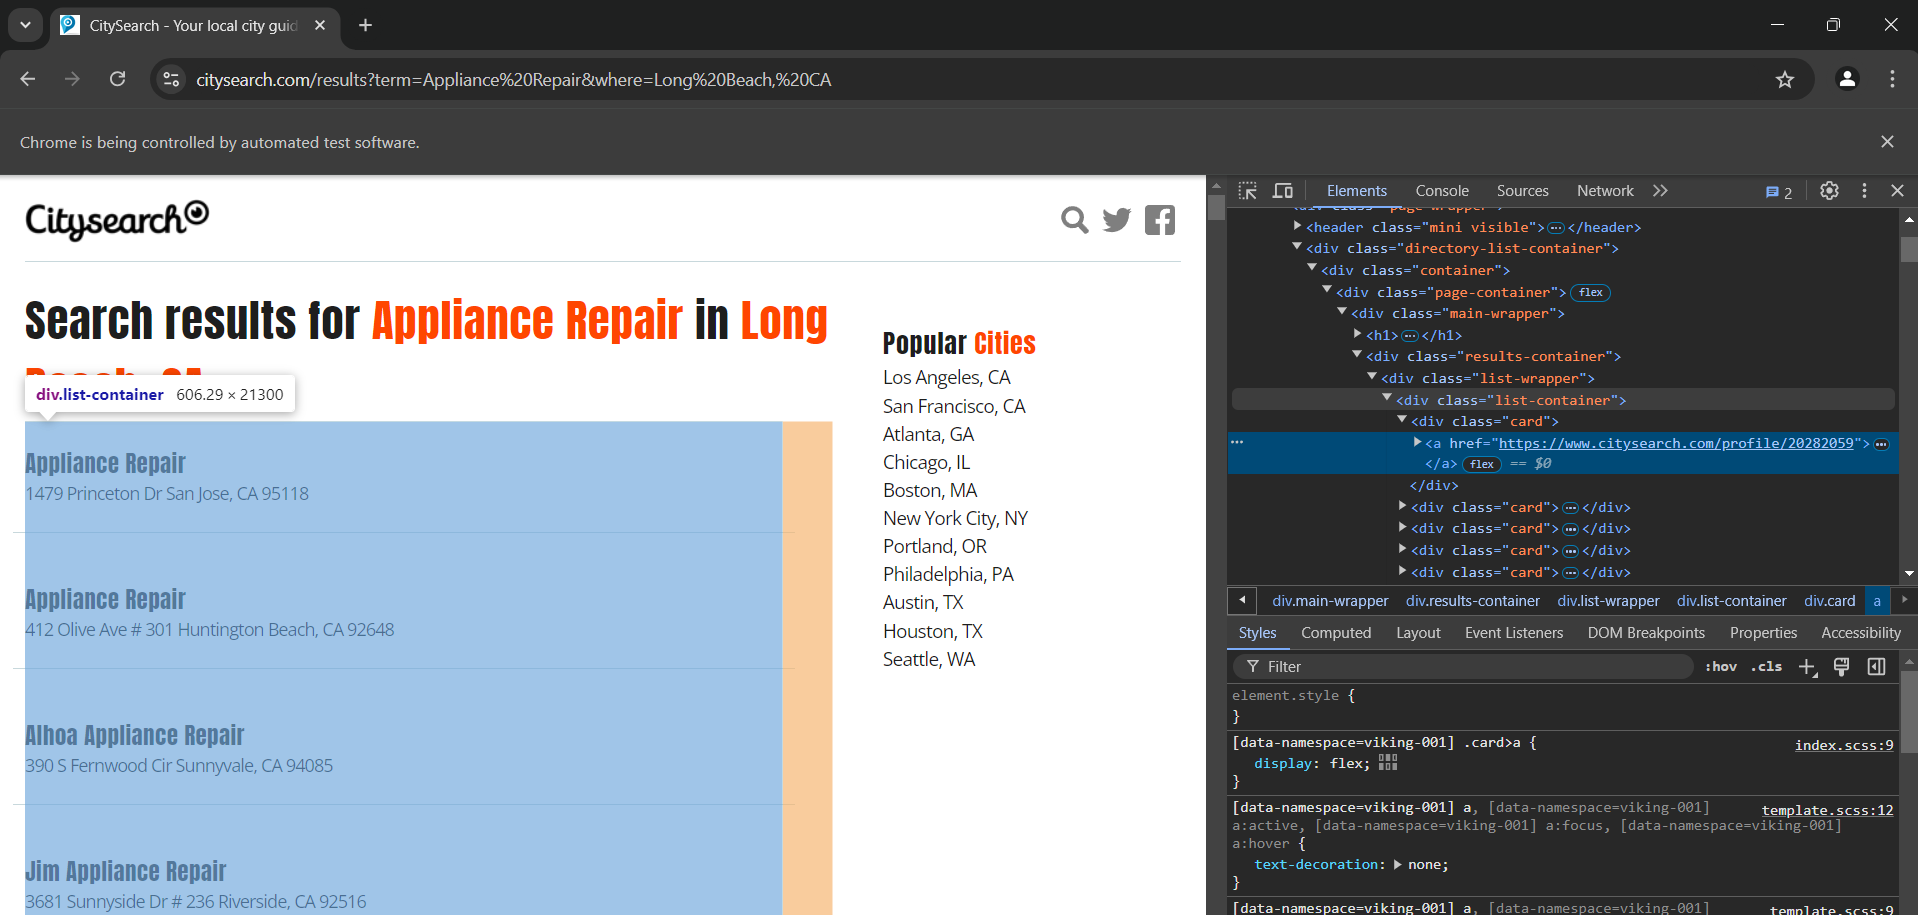 CitySearch - Your local city guid
citysearch.com/results?term=Appliance%20Repair&where=Long%20Beach,%20CA
Chrome is being controlled by automated test software.
Citysearch
Search results for Appliance Repair in Long
Beach, CA
div.list-container 606.29 × 21300
Appliance Repair
1479 Princeton Dr San Jose, CA 95118
Appliance Repair
412 Olive Ave # 301 Huntington Beach, CA 92648
Alhoa Appliance Repair
390 S Fernwood Cir Sunnyvale, CA 94085
Jim Appliance Repair
3681 Sunnyside Dr # 236 Riverside, CA 92516
Popular Cities
Los Angeles, CA
San Francisco, CA
Atlanta, GA
Chicago, IL
Boston, MA
New York City, NY
Portland, OR
Philadelphia, PA
Austin, TX
Houston, TX
Seattle, WA
Elements Console Sources Network 2
<div class="page-wrapper">
<header class="mini visible">…</header>
<div class="directory-list-container">
<div class="container">
<div class="page-container"> flex
<div class="main-wrapper">
<h1>…</h1>
<div class="results-container">
<div class="list-wrapper">
<div class="list-container">
<div class="card">
… <a href="https://www.citysearch.com/profile/20282059">…
</a> flex == $0
</div>
<div class="card">…</div>
<div class="card">…</div>
<div class="card">…</div>
<div class="card">…</div>
div.main-wrapper div.results-container div.list-wrapper div.list-container div.card a
Styles Computed Layout Event Listeners DOM Breakpoints Properties Accessibility
Filter :hov .cls
element.style {
}
[data-namespace=viking-001] .card>a { index.scss:9
display: flex;
}
[data-namespace=viking-001] a, [data-namespace=viking-001] template.scss:12
a:active, [data-namespace=viking-001] a:focus, [data-namespace=viking-001]
a:hover {
text-decoration: none;
}
[data-namespace=viking-001] a, [data-namespace=viking-001] template.scss:9